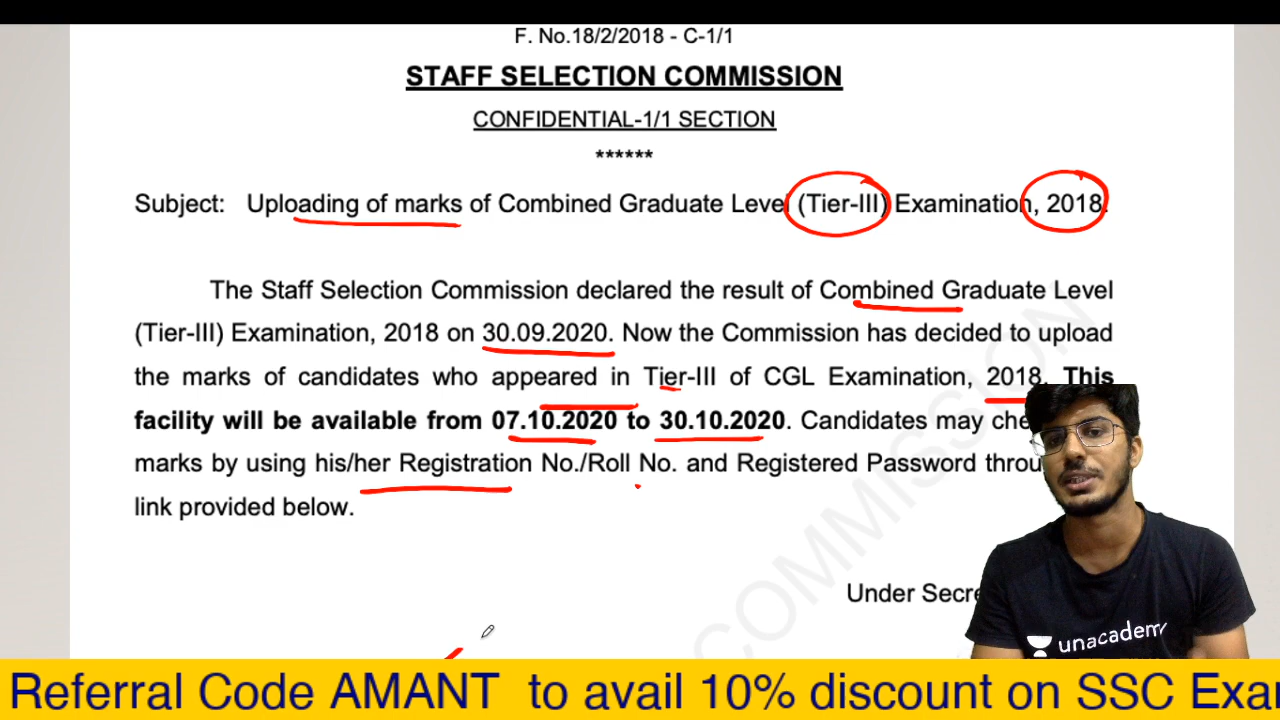 F. No.18/2/2018 - C-1/1
STAFF SELECTION COMMISSION
CONFIDENTIAL-1/1 SECTION
******
Subject: Uploading of marks of Combined Graduate Level (Tier-III) Examination, 2018.
The Staff Selection Commission declared the result of Combined Graduate Level
(Tier-III) Examination, 2018 on 30.09.2020. Now the Commission has decided to upload
the marks of candidates who appeared in Tier-III of CGL Examination, 2018. This
facility will be available from 07.10.2020 to 30.10.2020. Candidates may
marks by using his/her Registration No./Roll No. and Registered Password
link provided below.
COMMISSION
Under
unacademy
Referral Code AMANT to avail 10% discount on SSC